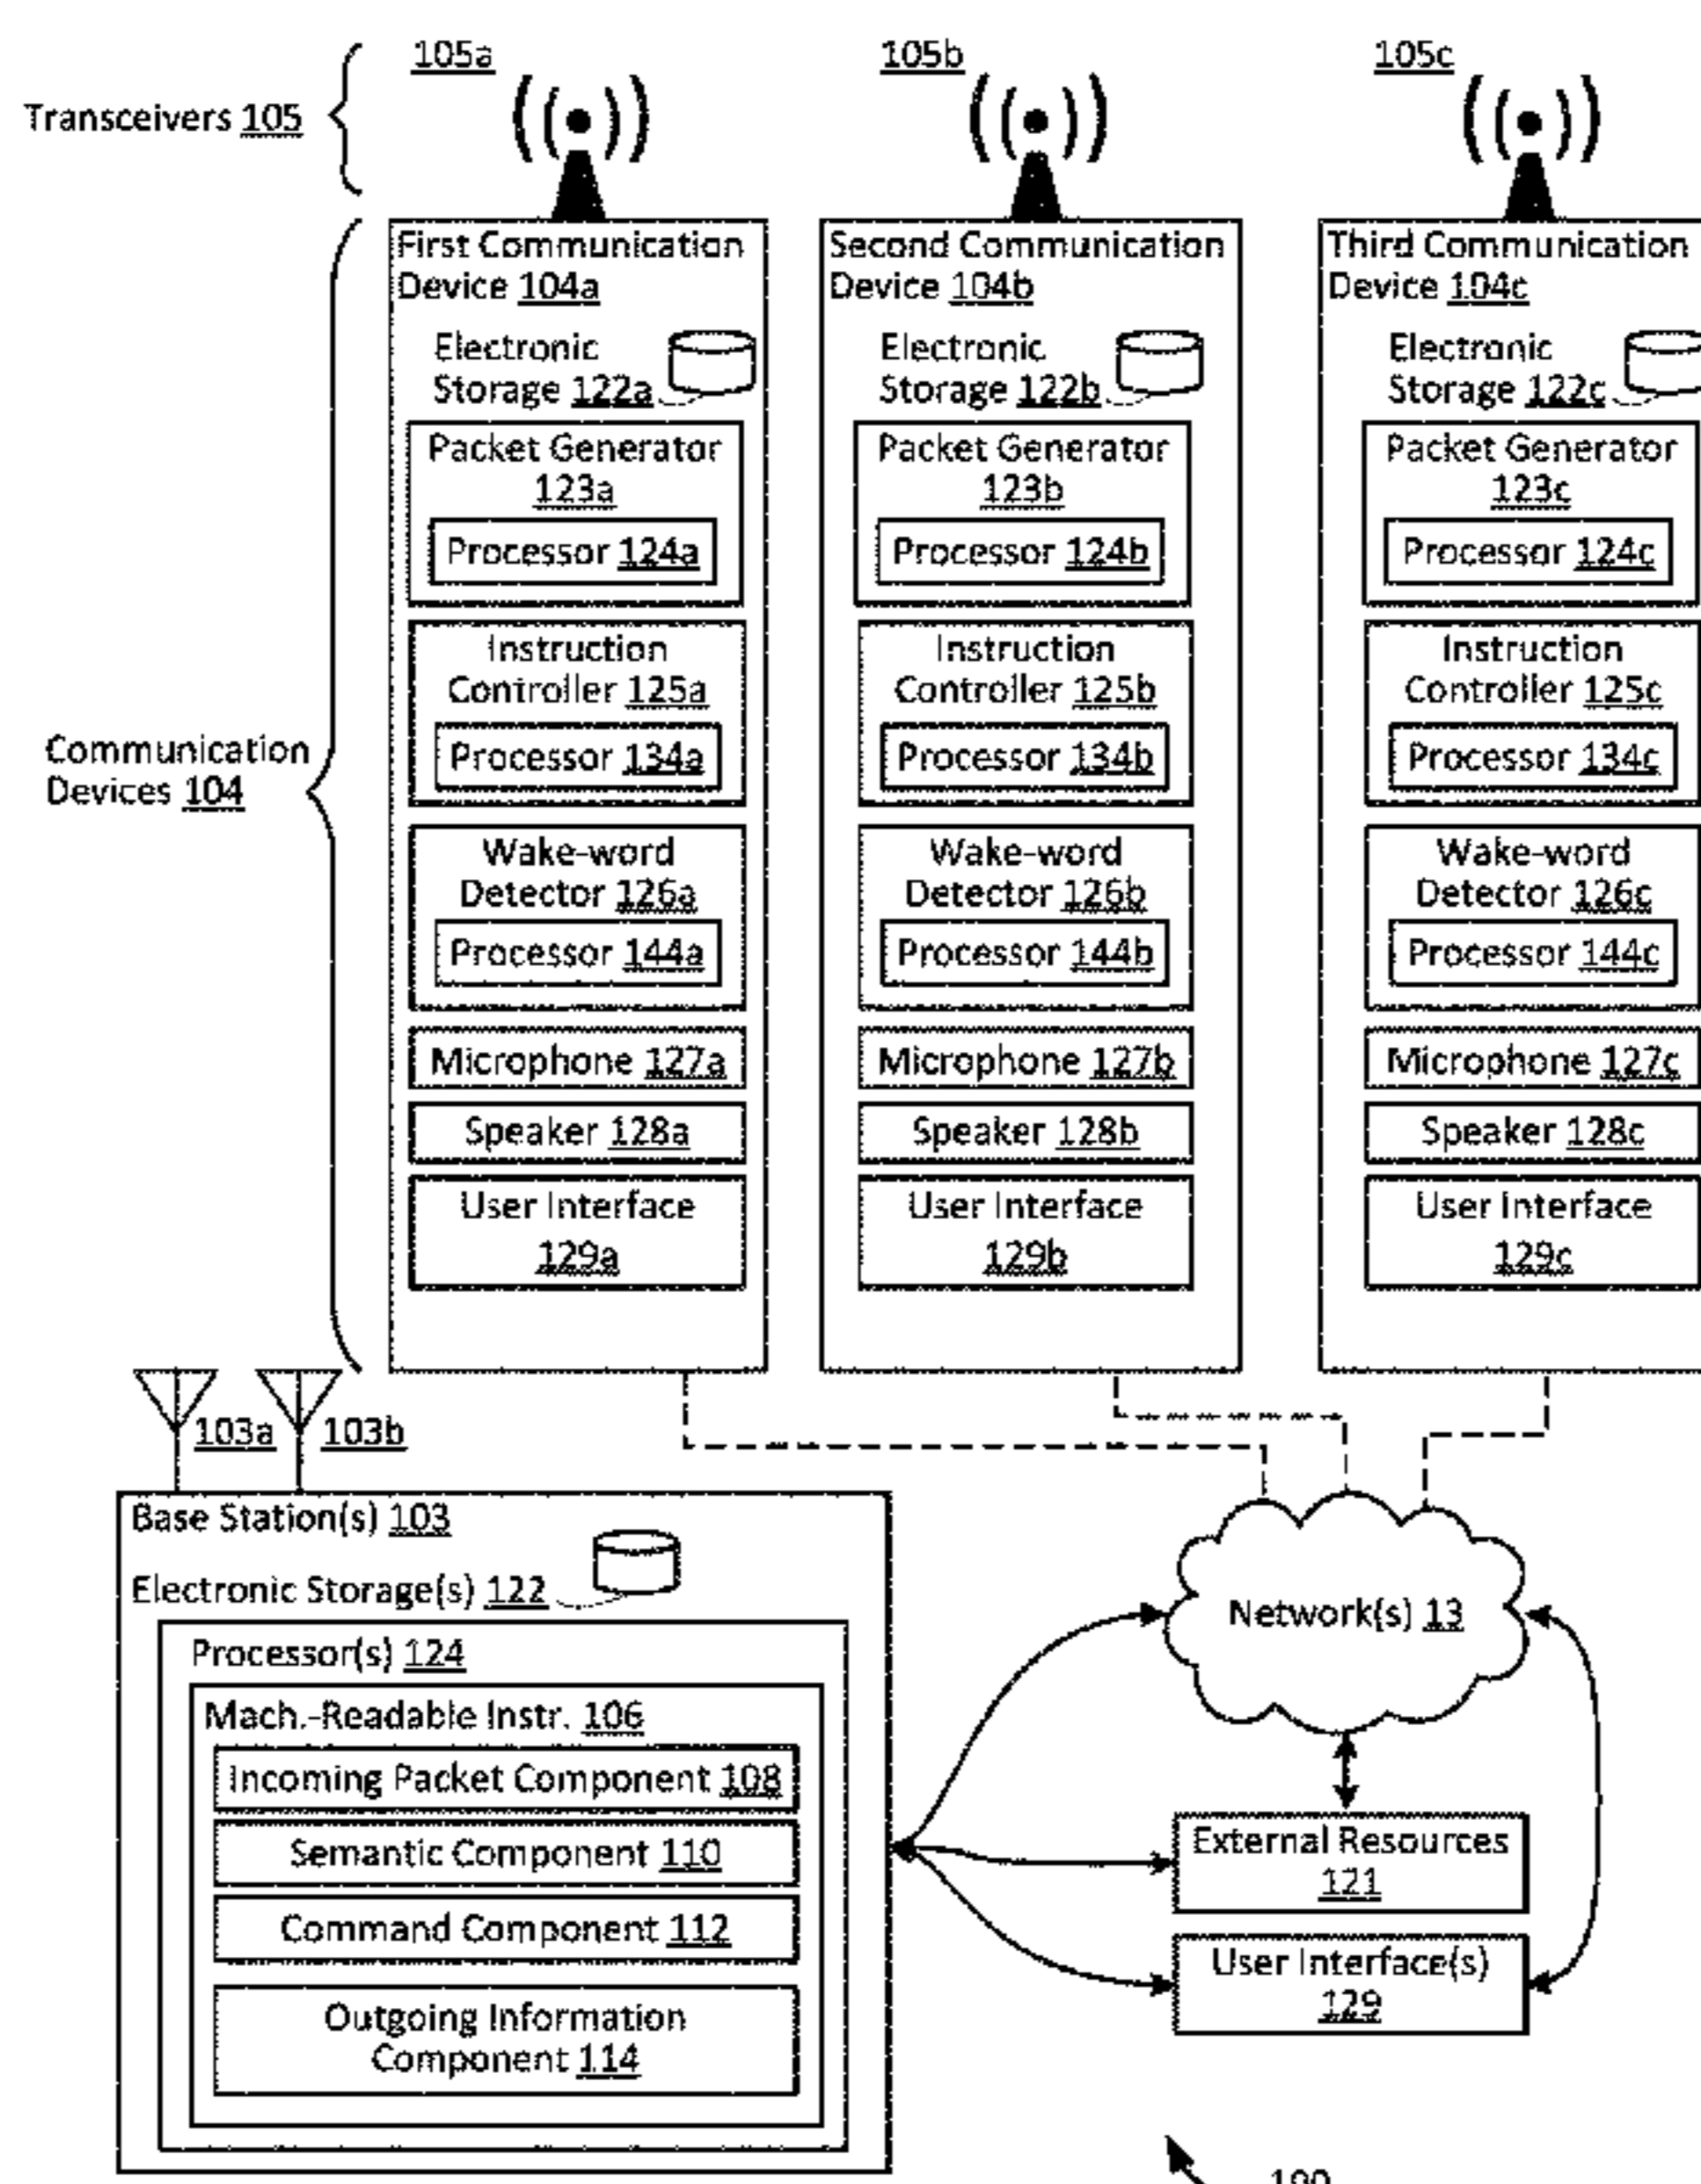 105a
105b
105c
Transceivers 105
First Communication
Device 104a
Electronic
Storage 122a
Packet Generator
123a
Processor 124a
Instruction
Controller 125a
Processor 134a
Wake-word
Detector 126a
Processor 144a
Microphone 127a
Speaker 128a
User Interface
129a
Second Communication
Device 104b
Electronic
Storage 122b
Packet Generator
123b
Processor 124b
Instruction
Controller 125b
Processor 134b
Wake-word
Detector 126b
Processor 144b
Microphone 127b
Speaker 128b
User Interface
129b
Third Communication
Device 104c
Electronic
Storage 122c
Packet Generator
123c
Processor 124c
Instruction
Controller 125c
Processor 134c
Wake-word
Detector 126c
Processor 144c
Microphone 127c
Speaker 128c
User Interface
129c
Communication
Devices 104
103a
103b
Base Station(s) 103
Electronic Storage(s) 122
Processor(s) 124
Mach.-Readable Instr. 106
Incoming Packet Component 108
Semantic Component 110
Command Component 112
Outgoing Information
Component 114
Network(s) 13
External Resources
121
User Interface(s)
129